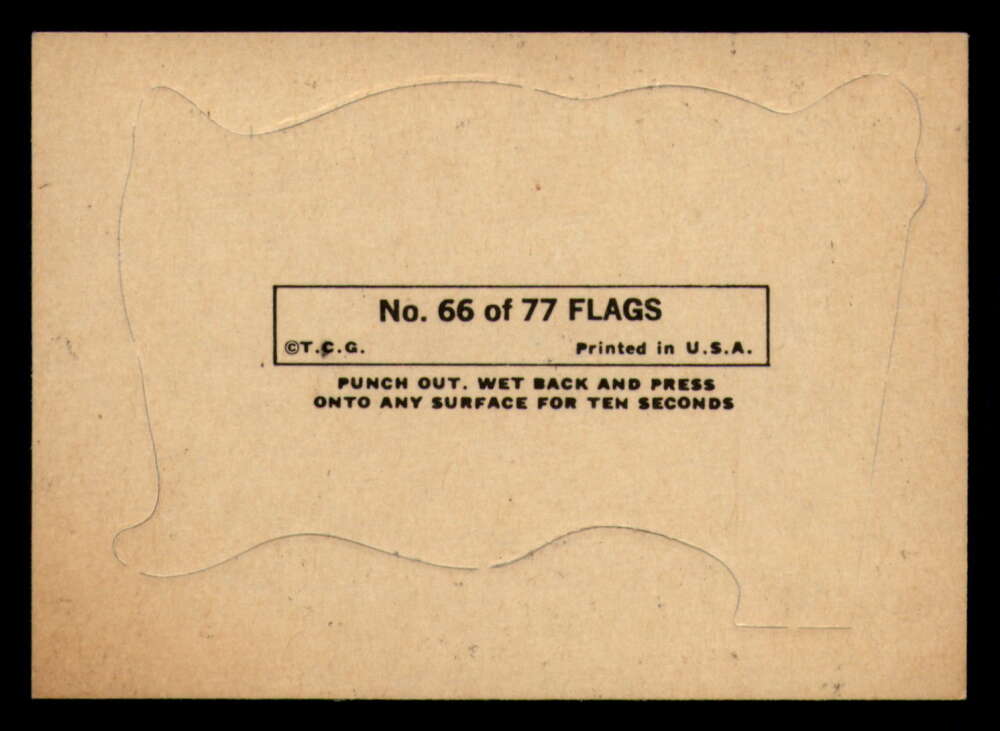 No. 66 of 77 FLAGS
©T.C.G. Printed in U.S.A.
PUNCH OUT. WET BACK AND PRESS
ONTO ANY SURFACE FOR TEN SECONDS